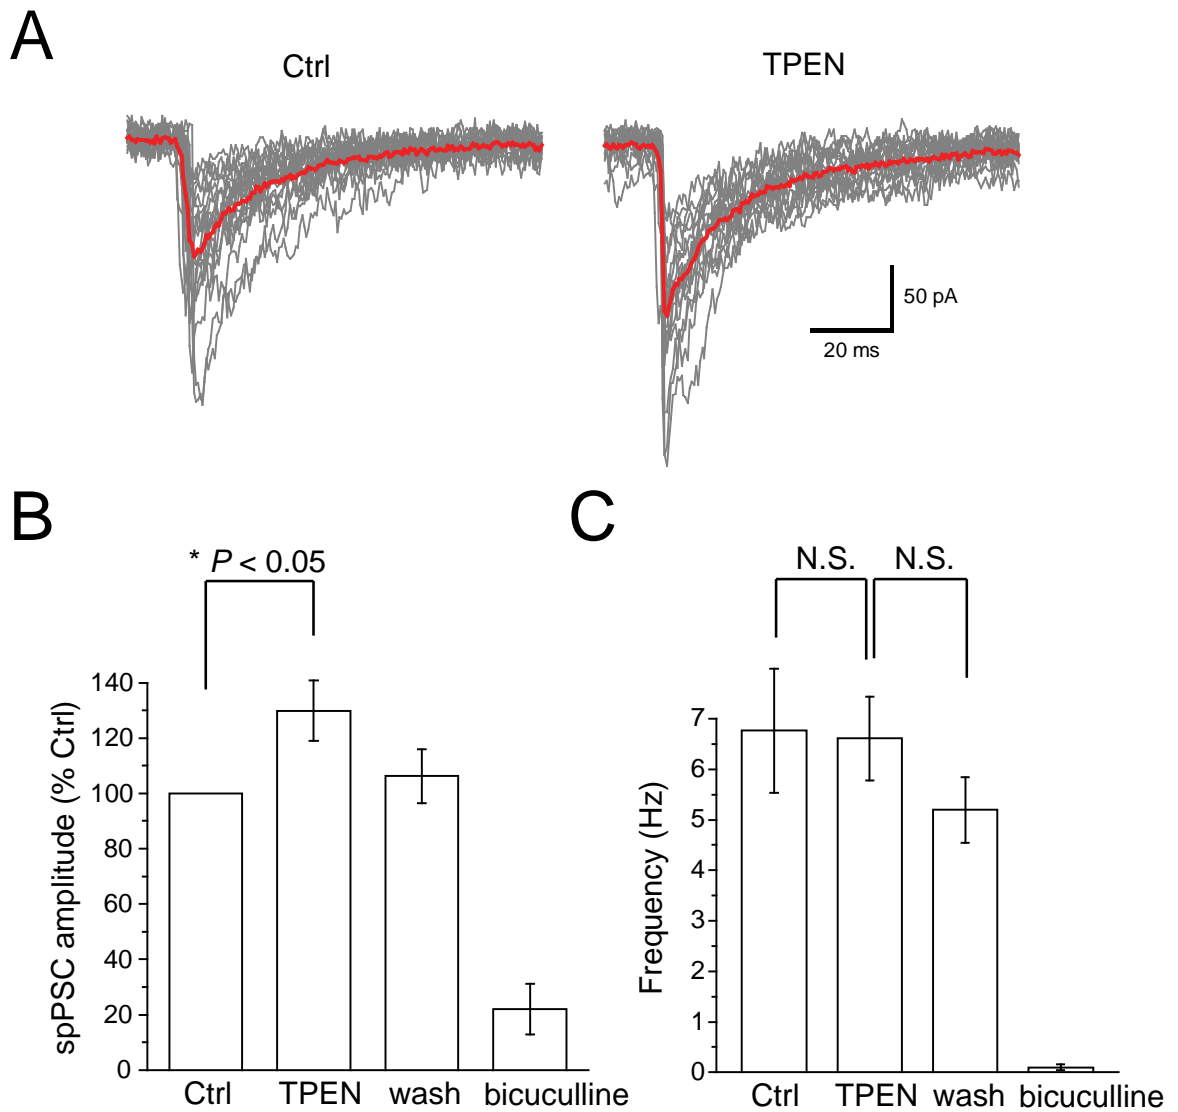 A
Ctrl
TPEN
50 pA
20 ms
B
* P < 0.05
spPSC amplitude (% Ctrl)
140
120
100
80
60
40
20
0
Ctrl
TPEN
wash
bicuculline
C
N.S.
N.S.
Frequency (Hz)
7
6
5
4
3
2
1
0
Ctrl
TPEN
wash
bicuculline